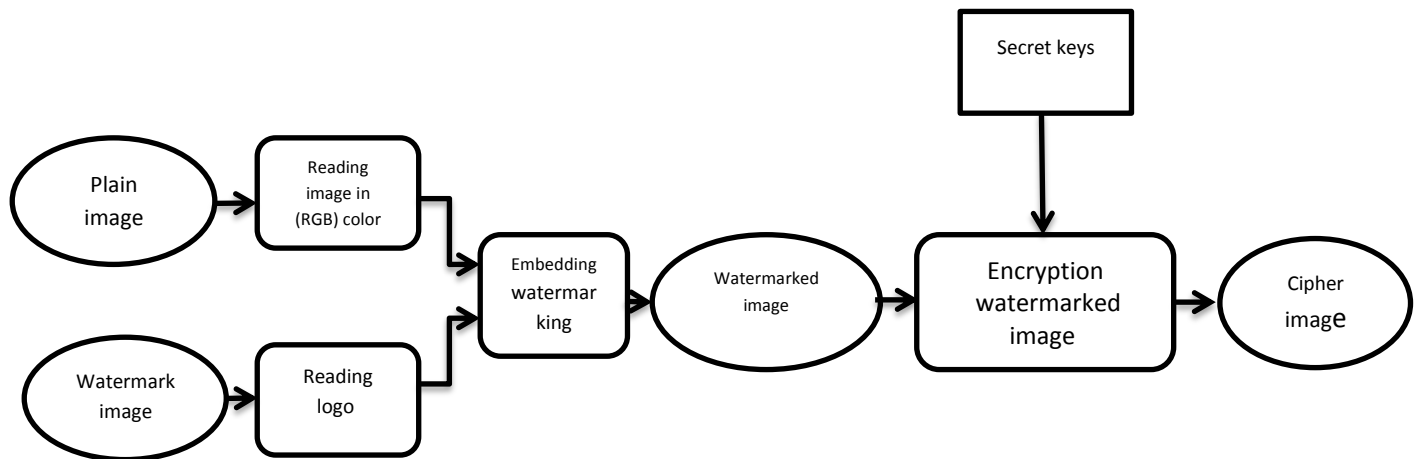 Secret keys
Plain
image
Reading
image in
(RGB) color
Embedding
watermar
king
Watermarked
image
Encryption
watermarked
image
Cipher
image
Watermark
image
Reading
logo